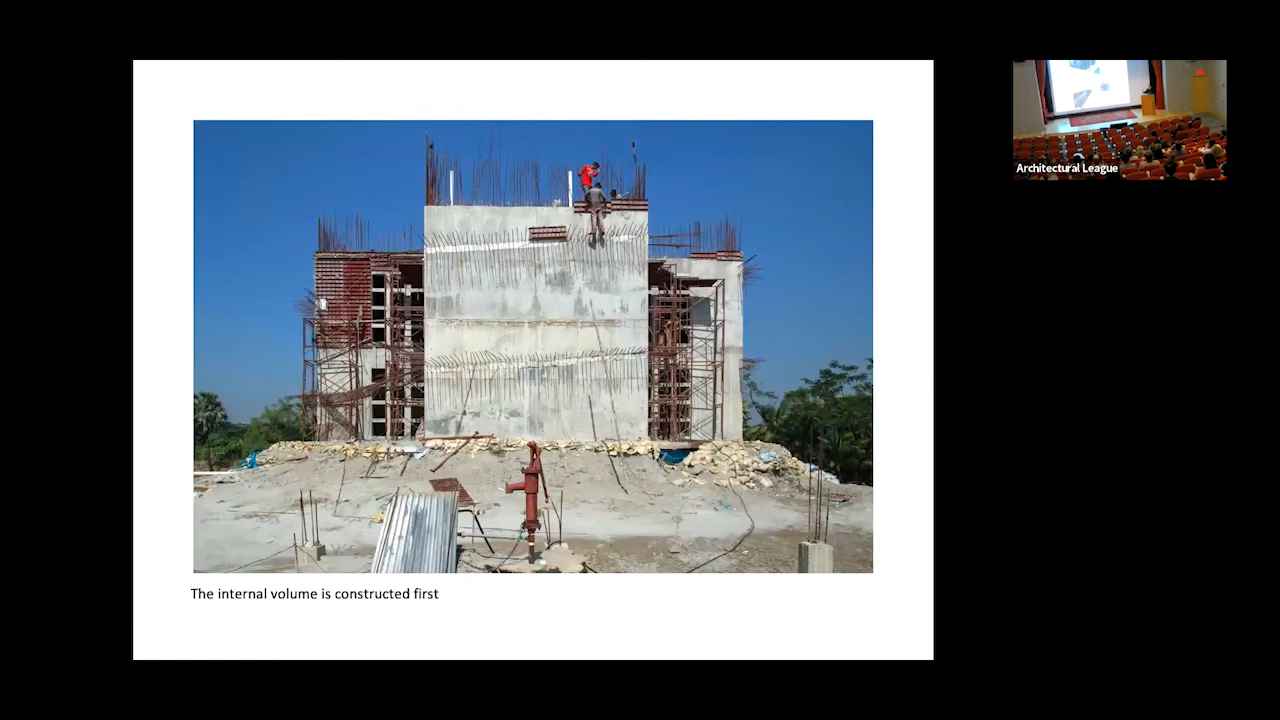 Architectural League
The internal volume is constructed first